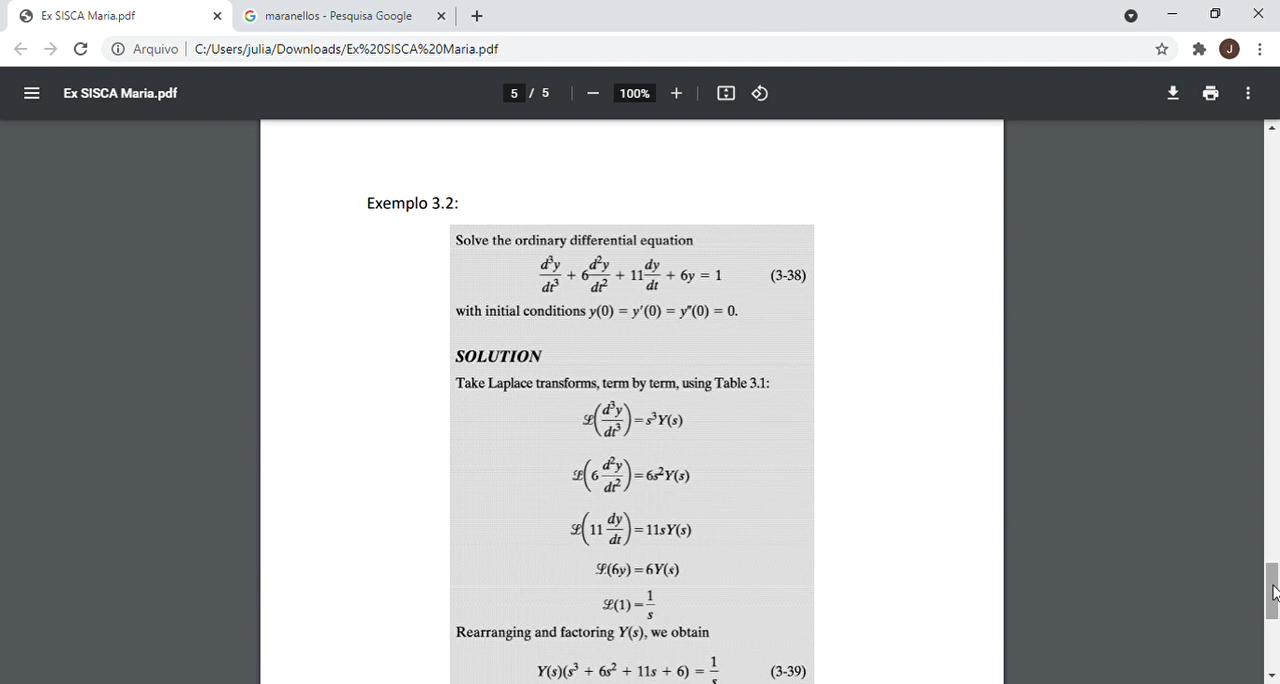 Ex SISCA Maria.pdf
maranellos - Pesquisa Google
Arquivo
C:/Users/julia/Downloads/Ex%20SISCA%20Maria.pdf
J
Ex SISCA Maria.pdf
5 / 5
100%
Exemplo 3.2:
Solve the ordinary differential equation
d³y/dt³ + 6 d²y/dt² + 11 dy/dt + 6y = 1 (3-38)
with initial conditions y(0) = y′(0) = y″(0) = 0.
SOLUTION
Take Laplace transforms, term by term, using Table 3.1:
ℒ(d³y/dt³) = s³Y(s)
ℒ(6 d²y/dt²) = 6s²Y(s)
ℒ(11 dy/dt) = 11sY(s)
ℒ(6y) = 6Y(s)
ℒ(1) = 1/s
Rearranging and factoring Y(s), we obtain
Y(s)(s³ + 6s² + 11s + 6) = 1/s (3-39)